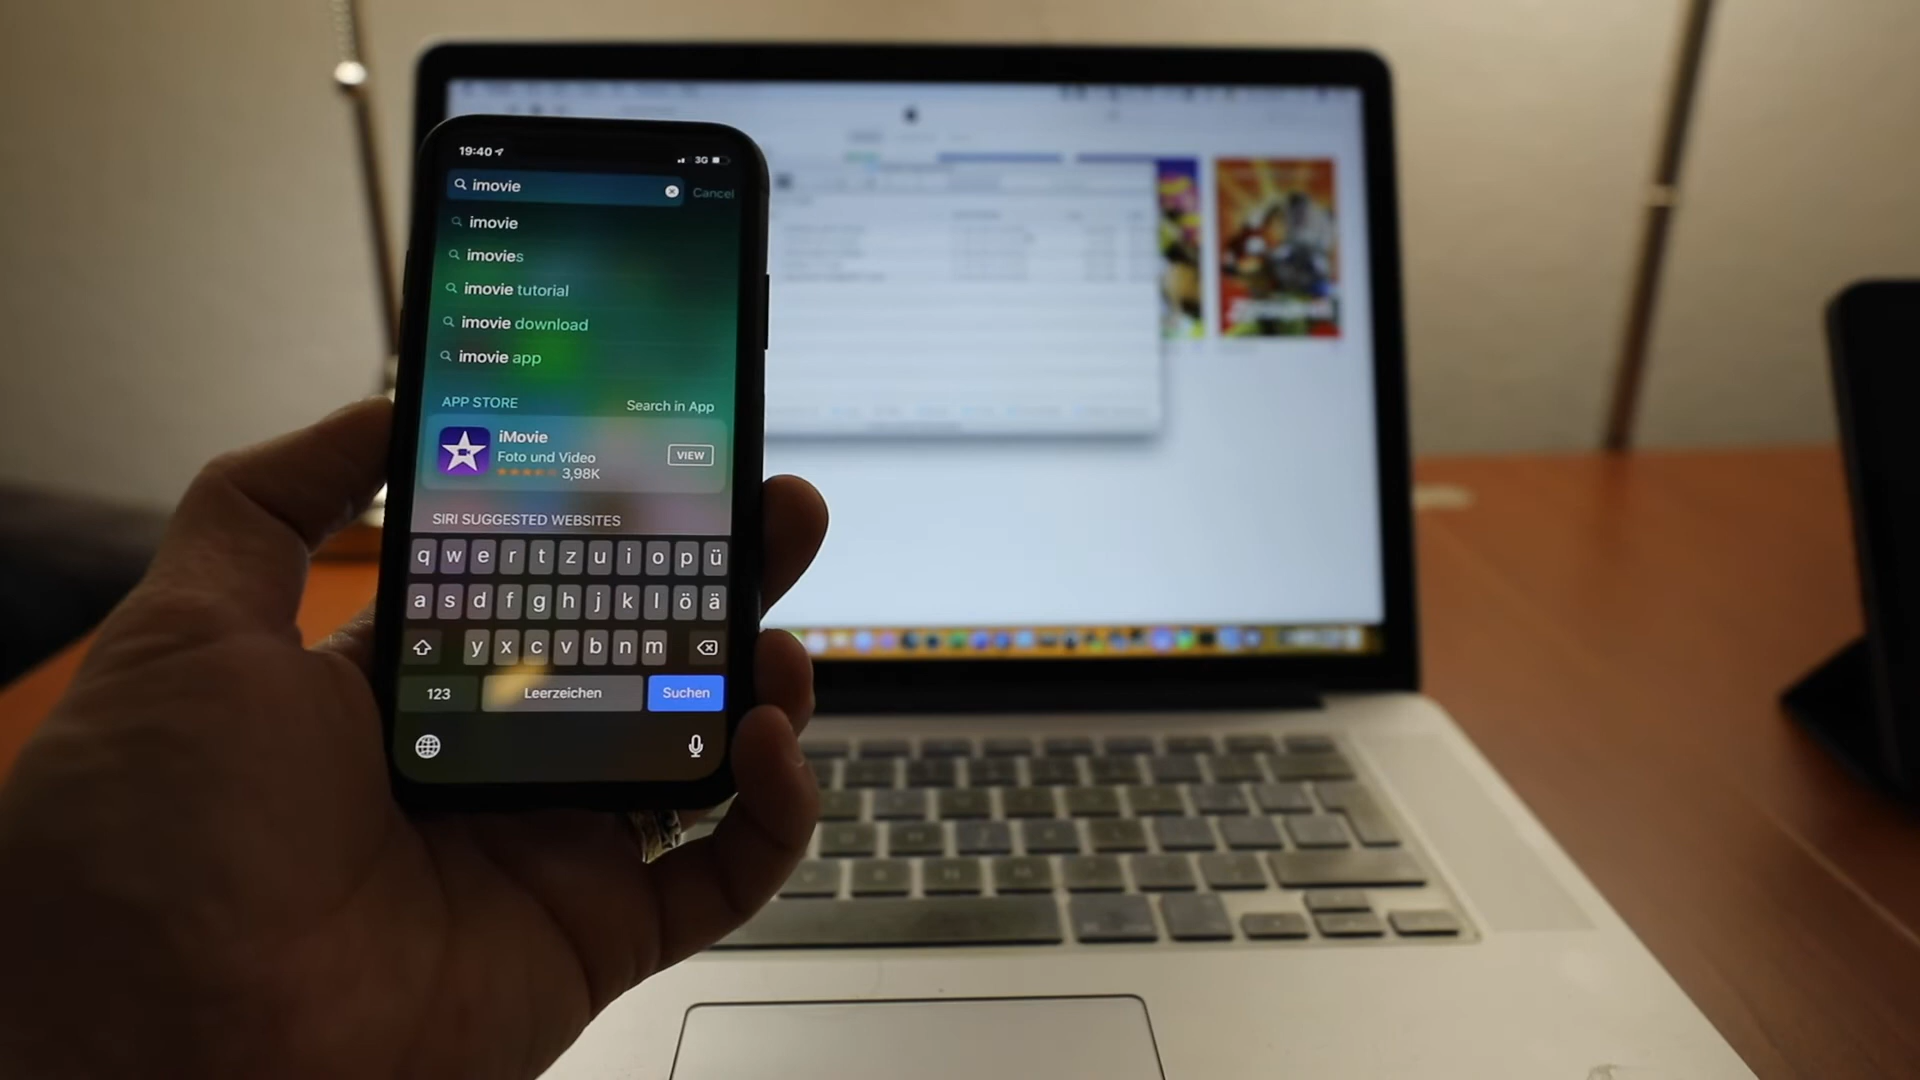 19:40 3G
imovie Cancel
imovie
imovies
imovie tutorial
imovie download
imovie app
APP STORE Search in App
iMovie
Foto und Video VIEW
3,98K
SIRI SUGGESTED WEBSITES
q w e r t z u i o p ü
a s d f g h j k l ö ä
y x c v b n m
123 Leerzeichen Suchen